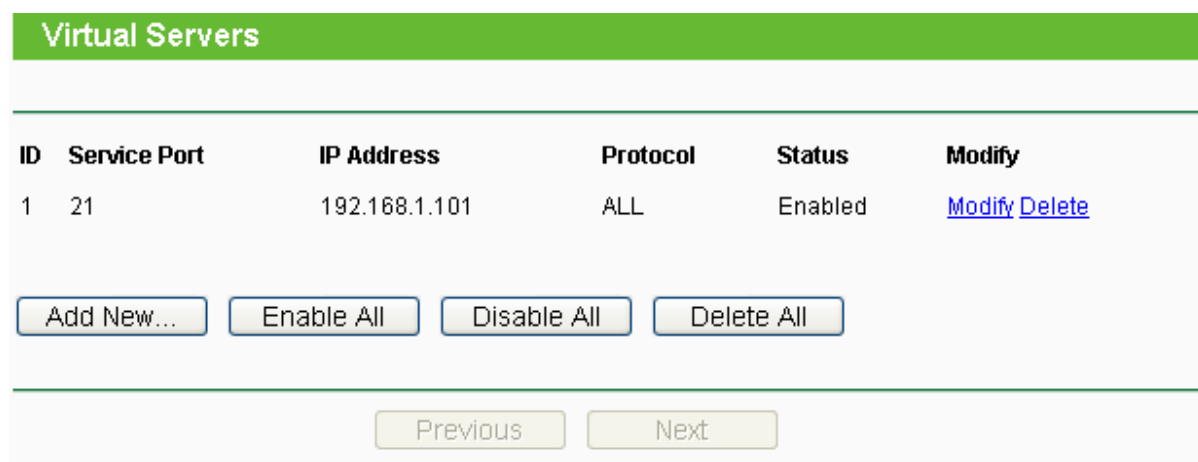 Virtual Servers
ID Service Port IP Address Protocol Status Modify
1 21 192.168.1.101 ALL Enabled Modify Delete
Add New... Enable All Disable All Delete All
Previous Next